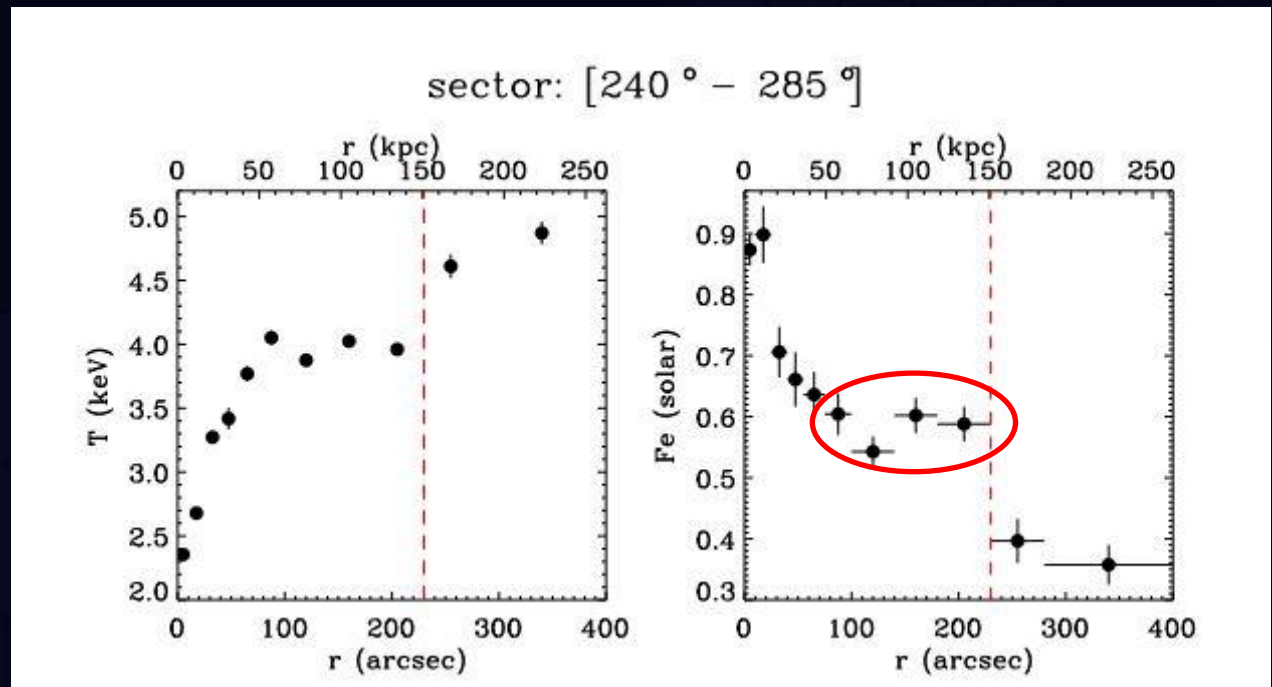 sector: [240 ° – 285 °]
r (kpc)
0 50 100 150 200 250
T (keV)
5.0
4.5
4.0
3.5
3.0
2.5
2.0
0 100 200 300 400
r (arcsec)
r (kpc)
0 50 100 150 200 250
Fe (solar)
0.9
0.8
0.7
0.6
0.5
0.4
0.3
0 100 200 300 400
r (arcsec)